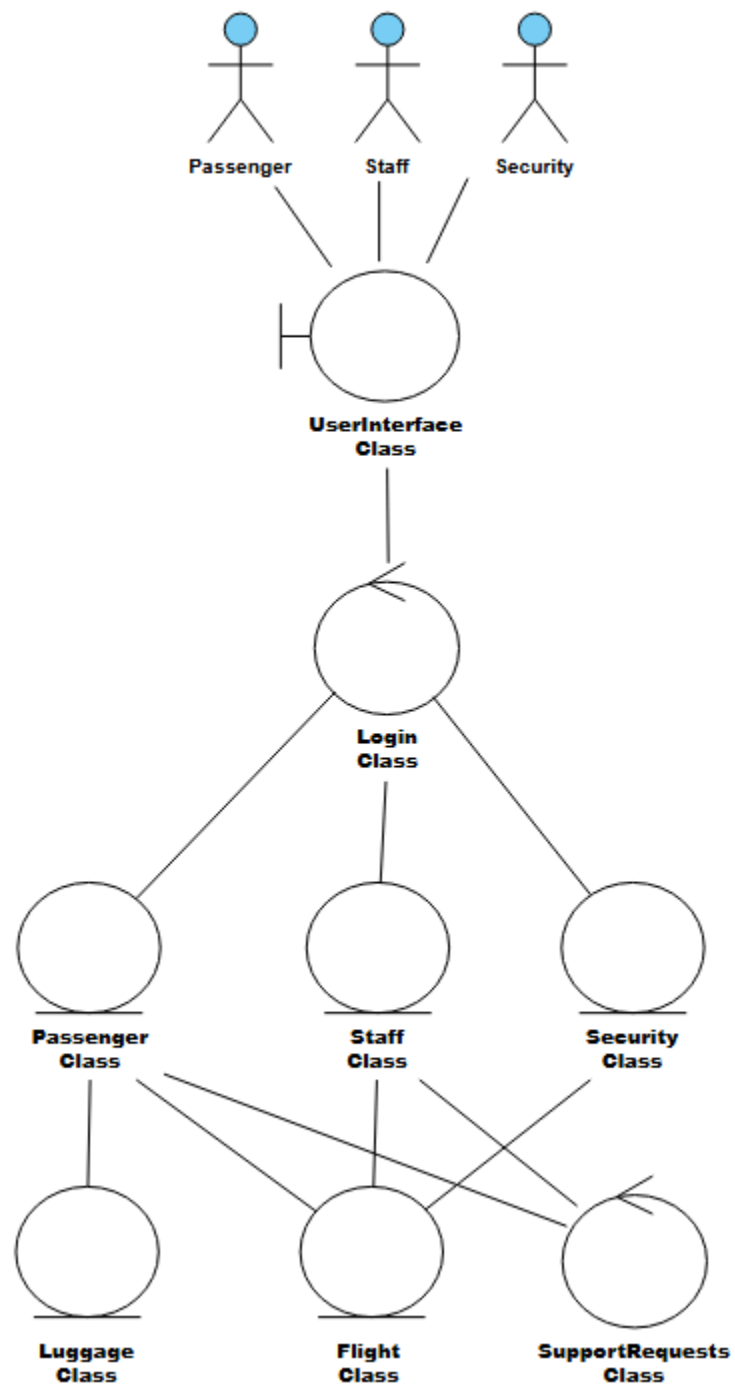 Passenger
Staff
Security
UserInterface
Class
Login
Class
Passenger
Class
Staff
Class
Security
Class
Luggage
Class
Flight
Class
SupportRequests
Class